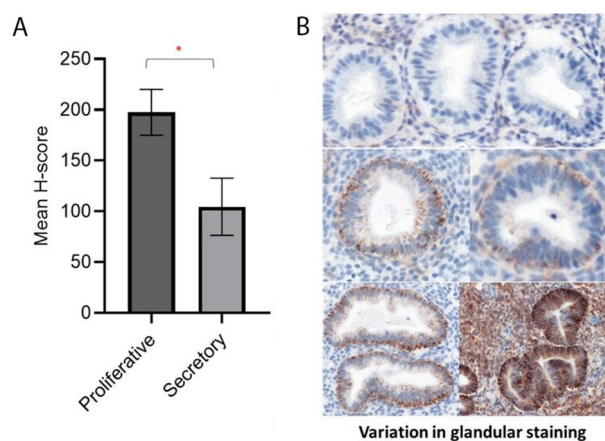 A
B
*
Mean H-score
250
200
150
100
50
0
Proliferative
Secretory
Variation in glandular staining